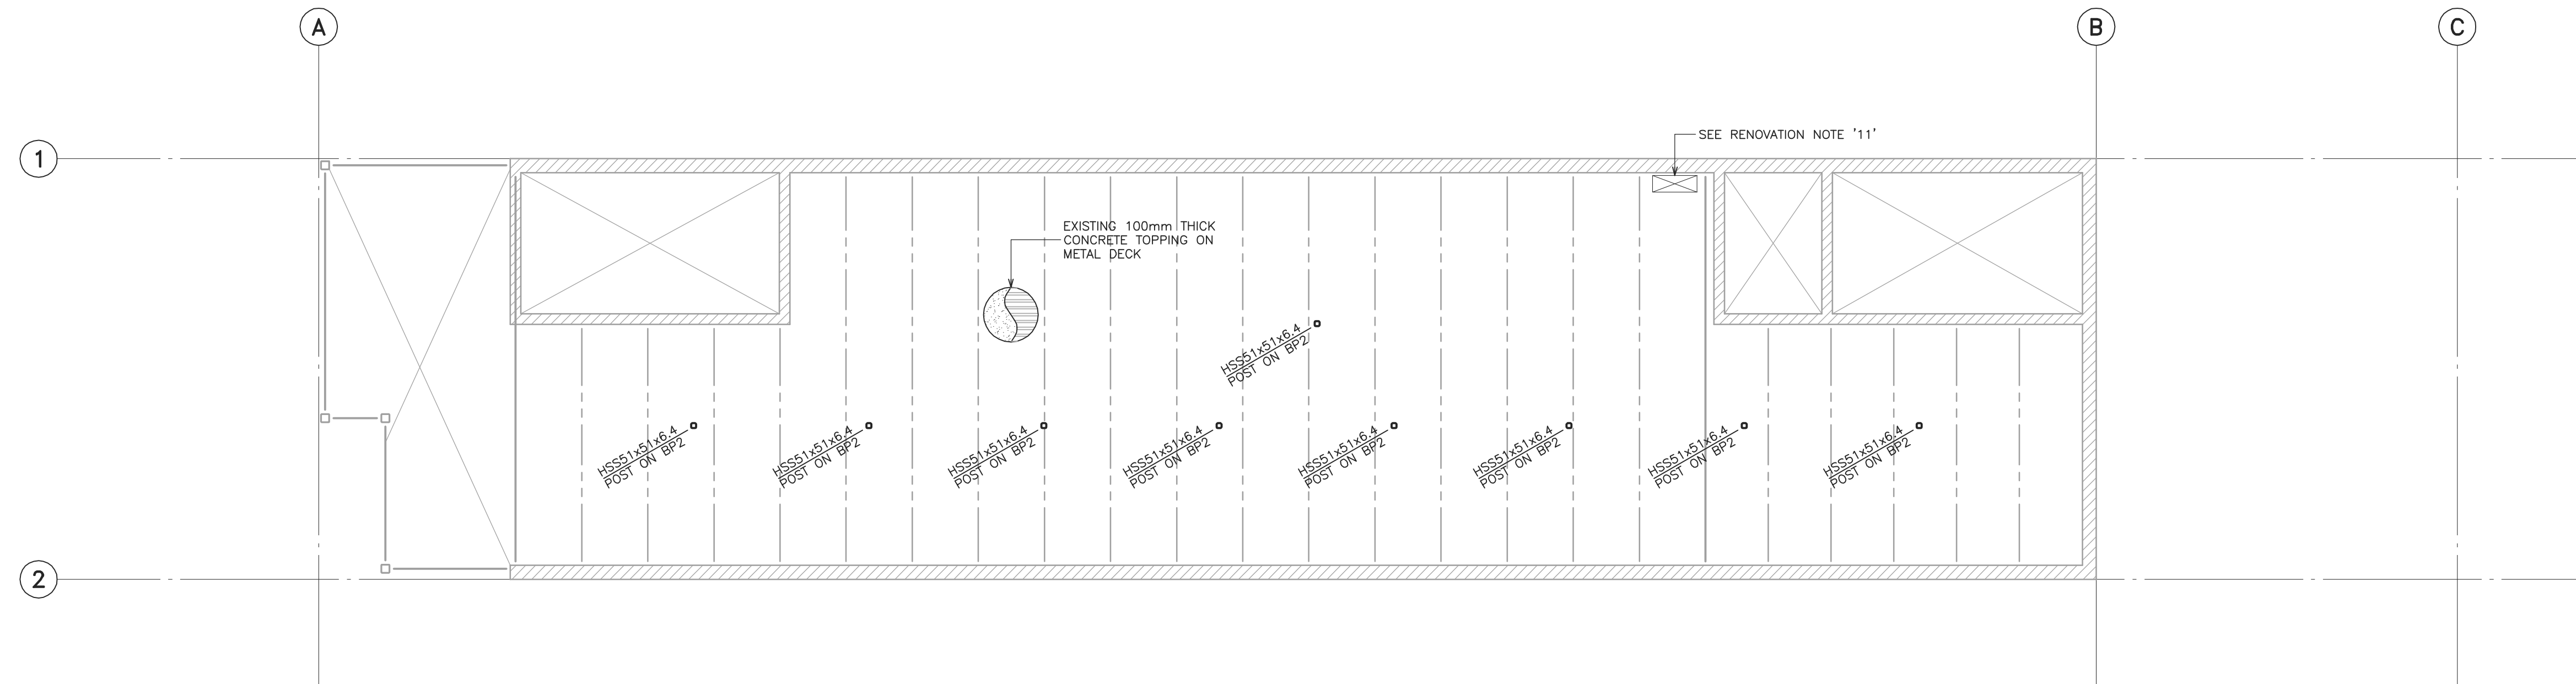 A
B
C
1
SEE RENOVATION NOTE '11'
EXISTING 100mm THICK
CONCRETE TOPPING ON
METAL DECK
HSS51x51x6.4
POST ON BP2
HSS51x51x6.4
POST ON BP2
HSS51x51x6.4
POST ON BP2
HSS51x51x6.4
POST ON BP2
HSS51x51x6.4
POST ON BP2
HSS51x51x6.4
POST ON BP2
HSS51x51x6.4
POST ON BP2
HSS51x51x6.4
POST ON BP2
HSS51x51x6.4
POST ON BP2
2